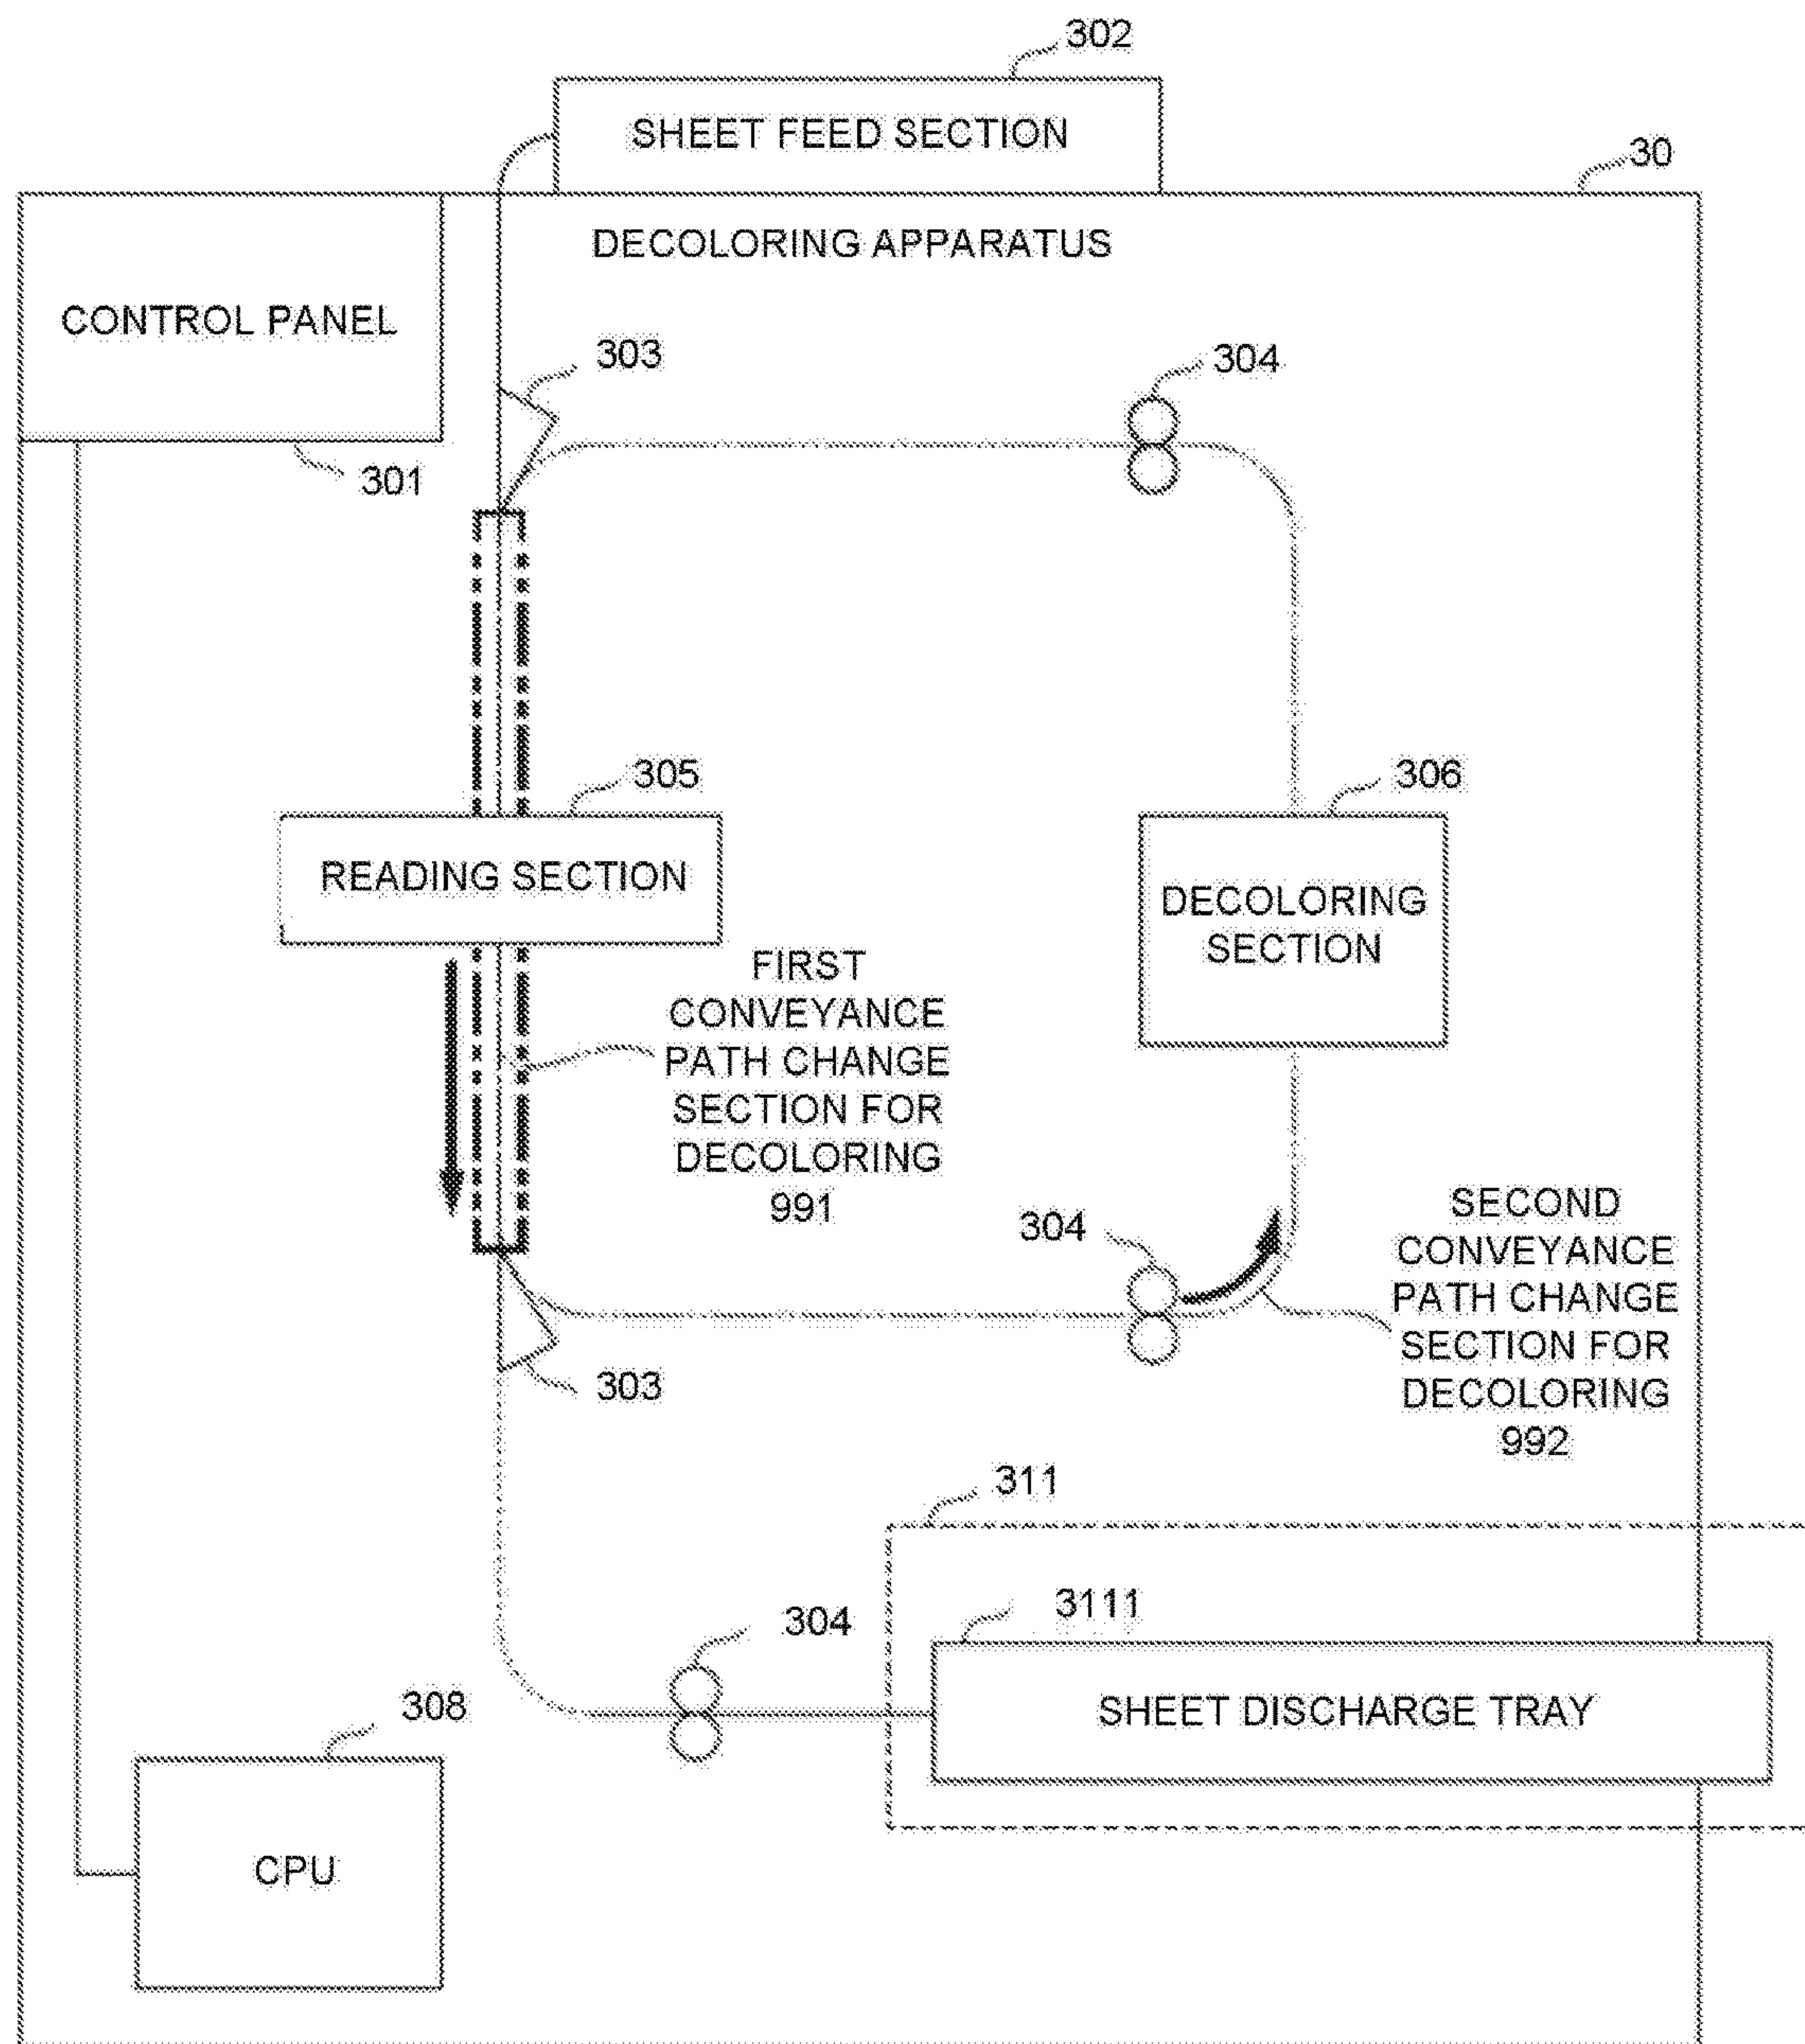 302
SHEET FEED SECTION
30
DECOLORING APPARATUS
CONTROL PANEL
303
304
301
305
306
READING SECTION
DECOLORING
SECTION
FIRST
CONVEYANCE
PATH CHANGE
SECTION FOR
DECOLORING
991
304
SECOND
CONVEYANCE
PATH CHANGE
SECTION FOR
DECOLORING
992
303
311
3111
304
SHEET DISCHARGE TRAY
308
CPU